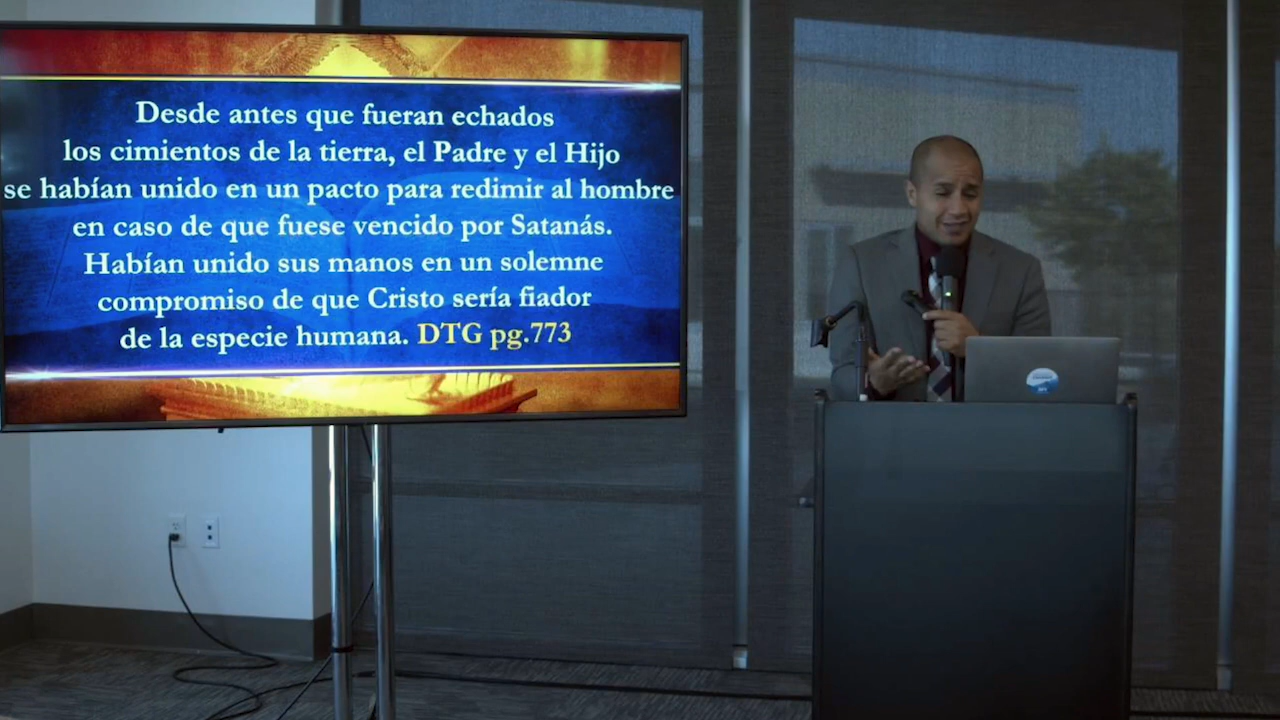 Desde antes que fueran echados
los cimientos de la tierra, el Padre y el Hijo
se habían unido en un pacto para redimir al hombre
en caso de que fuese vencido por Satanás.
Habían unido sus manos en un solemne
compromiso de que Cristo sería fiador
de la especie humana. DTG pg.773